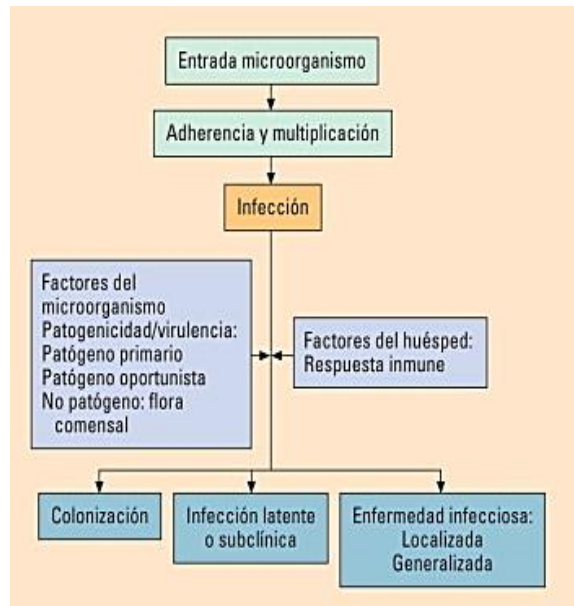 Entrada microorganismo
Adherencia y multiplicación
Infección
Factores del
microorganismo
Patogenicidad/virulencia:
Patógeno primario
Patógeno oportunista
No patógeno: flora
comensal
Factores del huésped:
Respuesta inmune
Colonización
Infección latente
o subclínica
Enfermedad infecciosa:
Localizada
Generalizada